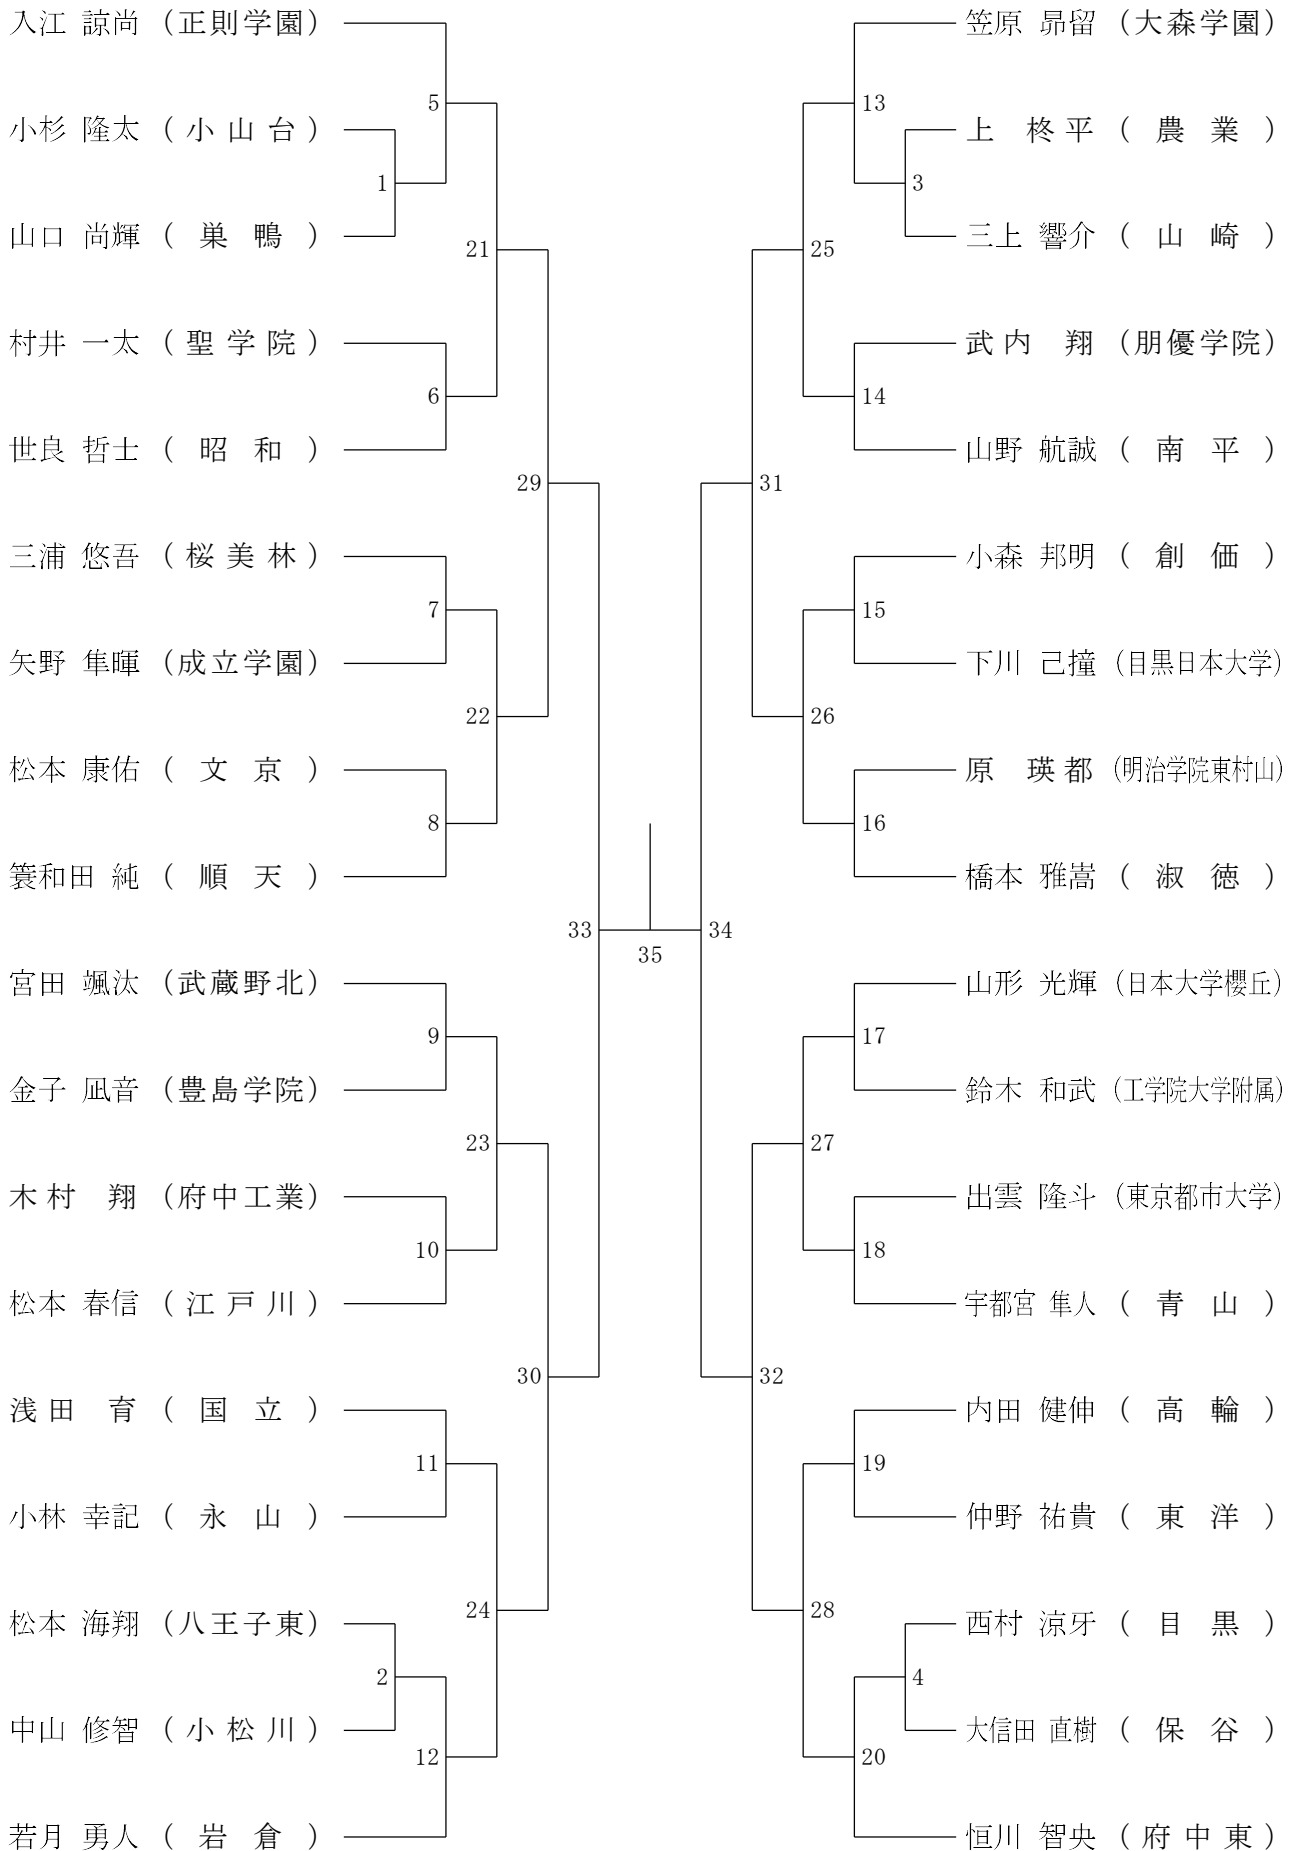 入江 諒尚 (正則学園)
5
小杉 隆太 (小山台)
1
山口 尚輝 (巣鴨)
21
村井 一太 (聖学院)
6
世良 哲士 (昭和)
29
三浦 悠吾 (桜美林)
7
矢野 隼暉 (成立学園)
22
松本 康佑 (文京)
8
簑和田 純 (順天)
33
宮田 颯汰 (武蔵野北)
9
金子 凪音 (豊島学院)
23
木村 翔 (府中工業)
10
松本 春信 (江戸川)
30
浅田 育 (国立)
11
小林 幸記 (永山)
24
松本 海翔 (八王子東)
2
中山 修智 (小松川)
12
若月 勇人 (岩倉)
35
笠原 昴留 (大森学園)
13
上 柊平 (農業)
3
三上 響介 (山崎)
25
武内 翔 (朋優学院)
14
山野 航誠 (南平)
31
小森 邦明 (創価)
15
下川 己撞 (目黒日本大学)
26
原 瑛都 (明治学院東村山)
16
橋本 雅嵩 (淑徳)
34
山形 光輝 (日本大学櫻丘)
17
鈴木 和武 (工学院大学附属)
27
出雲 隆斗 (東京都市大学)
18
宇都宮 隼人 (青山)
32
内田 健伸 (高輪)
19
仲野 祐貴 (東洋)
28
西村 涼牙 (目黒)
4
大信田 直樹 (保谷)
20
恒川 智央 (府中東)